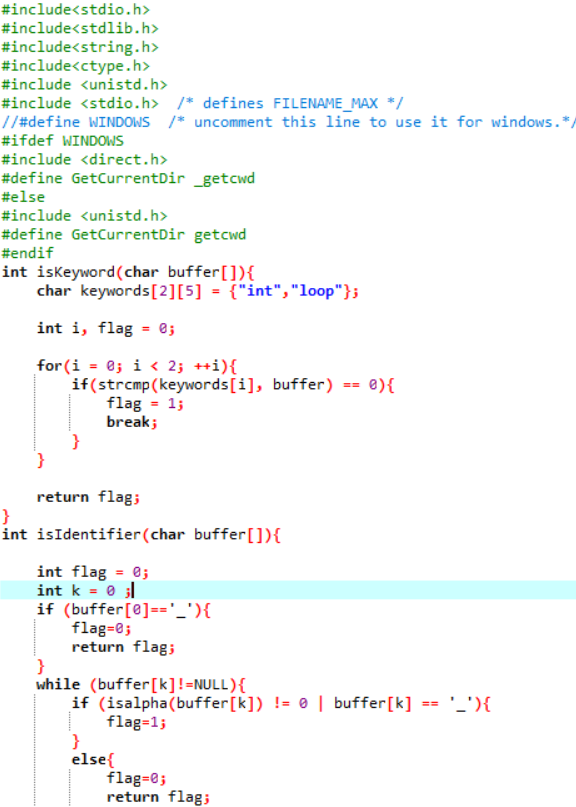 #include<stdio.h>
#include<stdlib.h>
#include<string.h>
#include<ctype.h>
#include <unistd.h>
#include <stdio.h>  /* defines FILENAME_MAX */
//#define WINDOWS  /* uncomment this line to use it for windows.*/
#ifdef WINDOWS
#include <direct.h>
#define GetCurrentDir _getcwd
#else
#include <unistd.h>
#define GetCurrentDir getcwd
#endif
int isKeyword(char buffer[]){
    char keywords[2][5] = {"int","loop"};
    int i, flag = 0;
    for(i = 0; i < 2; ++i){
        if(strcmp(keywords[i], buffer) == 0){
            flag = 1;
            break;
        }
    }
    return flag;
}
int isIdentifier(char buffer[]){
    int flag = 0;
    int k = 0 ;
    if (buffer[0]=='_'){
        flag=0;
        return flag;
    }
    while (buffer[k]!=NULL){
        if (isalpha(buffer[k]) != 0 | buffer[k] == '_'){
            flag=1;
        }
        else{
            flag=0;
            return flag;